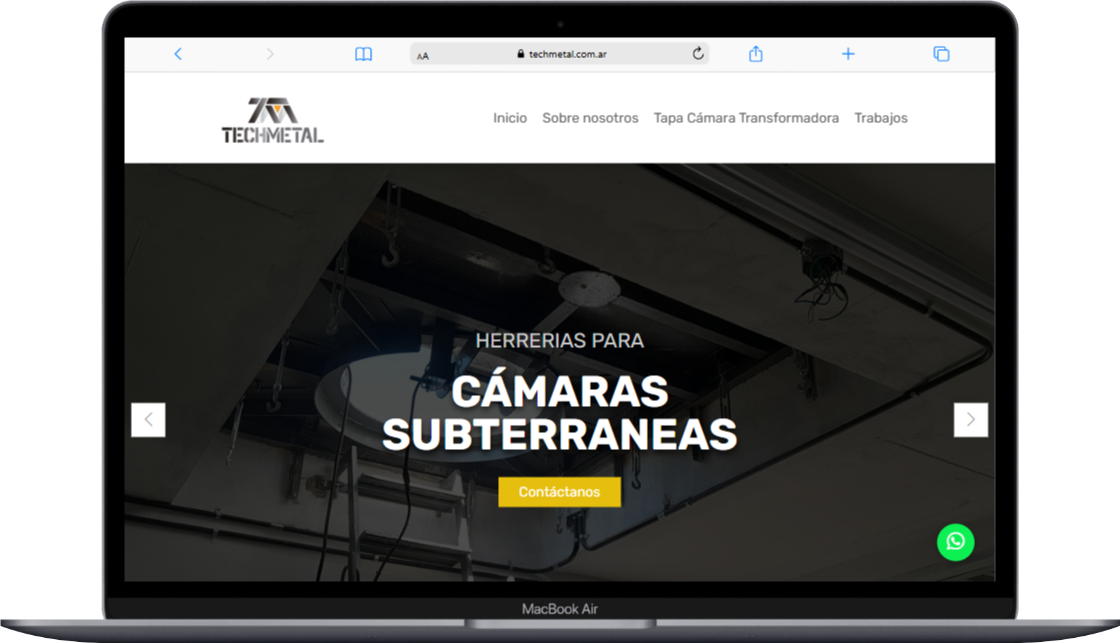 AA techmetal.com.ar
TECHMETAL
Inicio Sobre nosotros Tapa Cámara Transformadora Trabajos
HERRERIAS PARA
CÁMARAS
SUBTERRANEAS
Contáctanos
MacBook Air